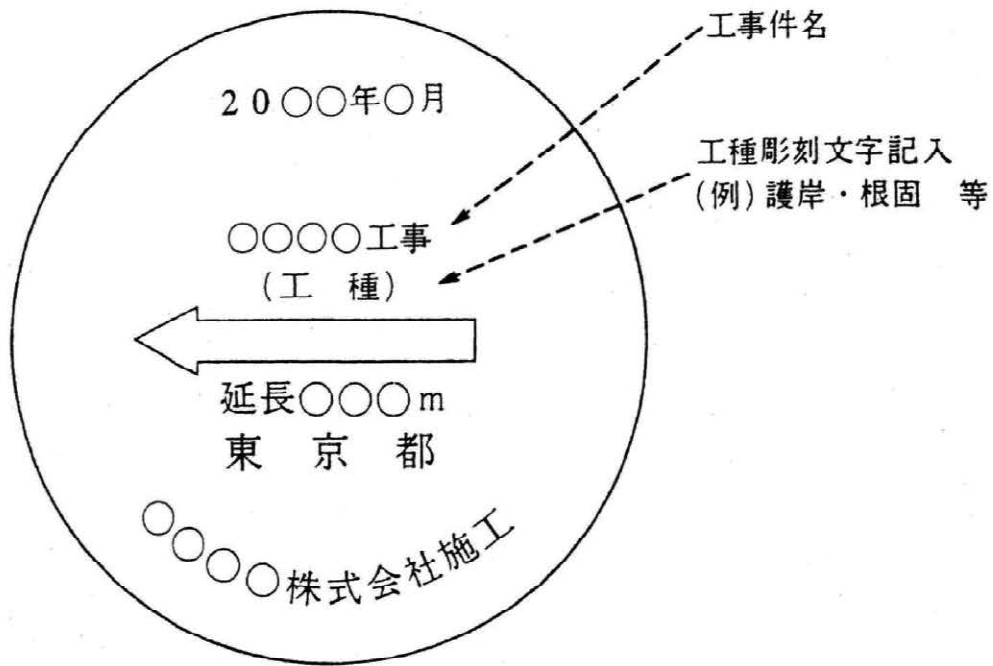 工事件名
２０○○年○月
工種彫刻文字記入
(例)護岸・根固　等
○○○○工事
(工　種)
延長○○○ｍ
東　京　都
○○○○株式会社施工